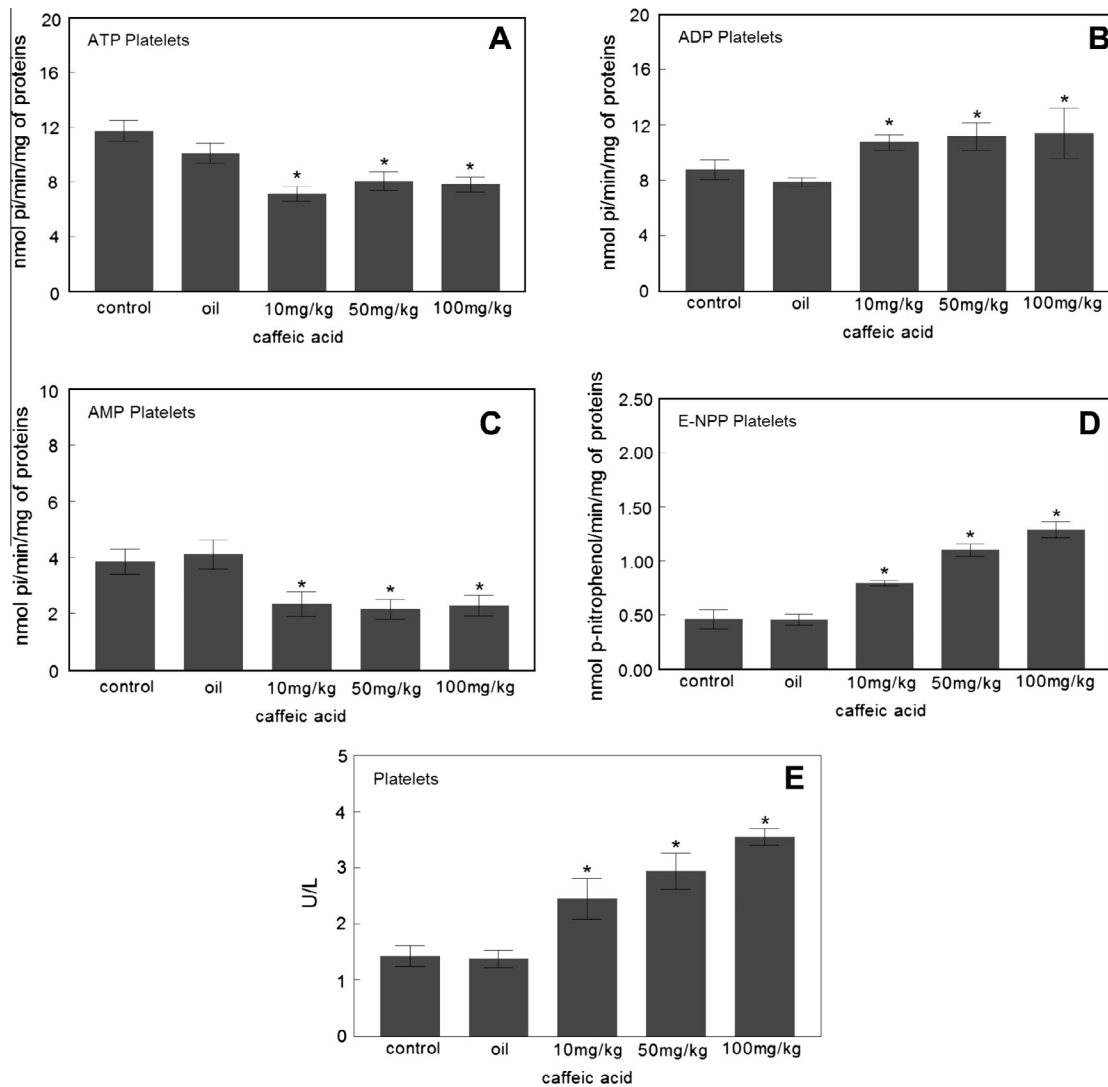 ATP Platelets
A
nmol pi/min/mg of proteins
20
16
12
8
4
0
control oil 10mg/kg 50mg/kg 100mg/kg
caffeic acid
* * *
ADP Platelets
B
nmol pi/min/mg of proteins
20
16
12
8
4
0
control oil 10mg/kg 50mg/kg 100mg/kg
caffeic acid
* * *
AMP Platelets
C
nmol pi/min/mg of proteins
10
8
6
4
2
0
control oil 10mg/kg 50mg/kg 100mg/kg
caffeic acid
* * *
E-NPP Platelets
D
nmol p-nitrophenol/min/mg of proteins
2.50
2.00
1.50
1.00
0.50
0.00
control oil 10mg/kg 50mg/kg 100mg/kg
caffeic acid
* * *
Platelets
E
U/L
5
4
3
2
1
0
control oil 10mg/kg 50mg/kg 100mg/kg
caffeic acid
* * *